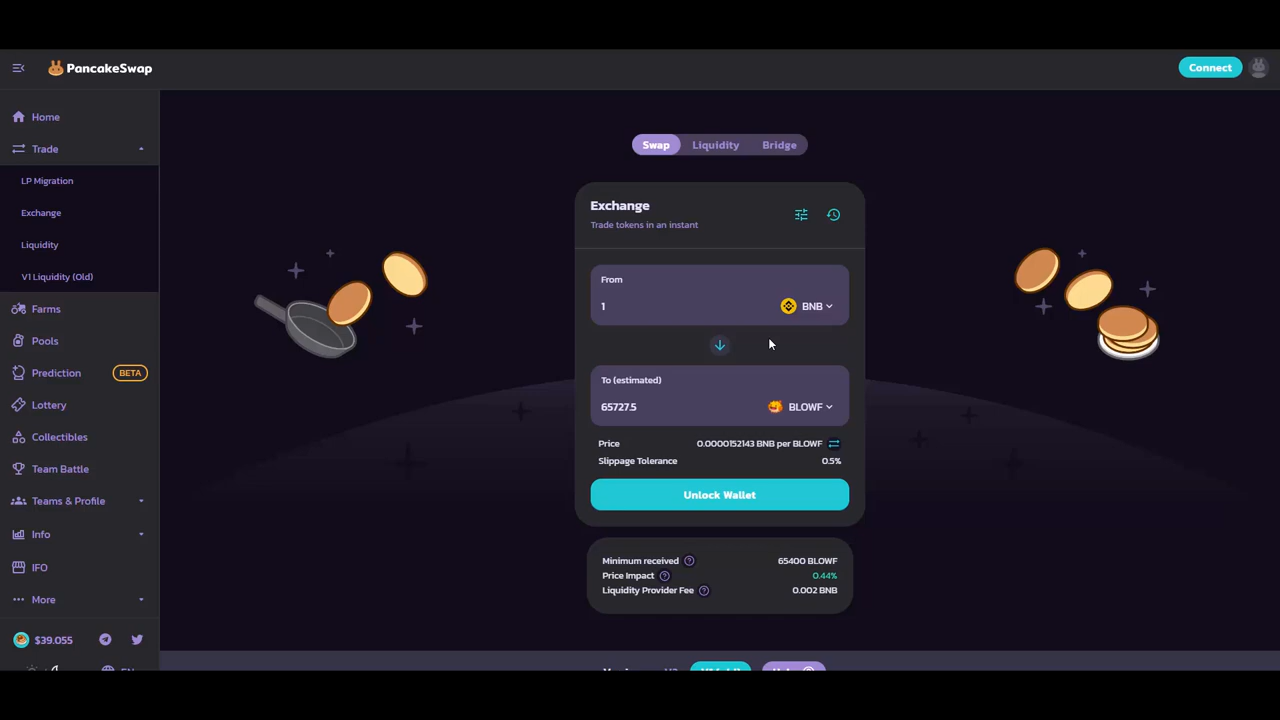 PancakeSwap
Connect
Home
Trade
LP Migration
Exchange
Liquidity
V1 Liquidity (Old)
Farms
Pools
Prediction
BETA
Lottery
Collectibles
Team Battle
Teams & Profile
Info
IFO
More
$39.055
Swap Liquidity Bridge
Exchange
Trade tokens in an instant
From
1 BNB
To (estimated)
65727.5 BLOWF
Price 0.0000152143 BNB per BLOWF
Slippage Tolerance 0.5%
Unlock Wallet
Minimum received ? 65400 BLOWF
Price Impact ? 0.44%
Liquidity Provider Fee ? 0.002 BNB